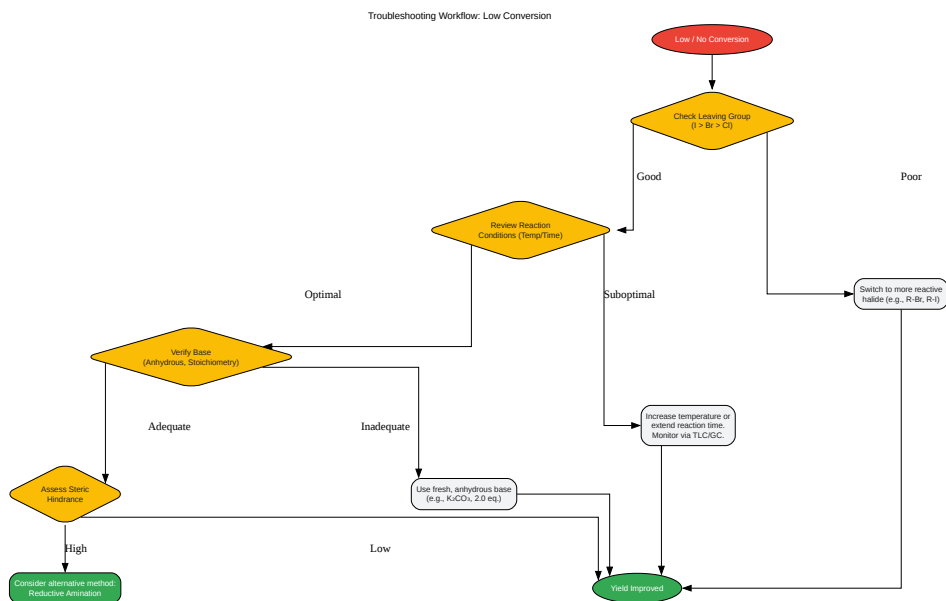 Troubleshooting Workflow: Low Conversion
Low / No Conversion
Check Leaving Group
(I > Br > Cl)
Good
Poor
Review Reaction
Conditions (Temp/Time)
Switch to more reactive
halide (e.g., R-Br, R-I)
Optimal
Suboptimal
Verify Base
(Anhydrous, Stoichiometry)
Increase temperature or
extend reaction time.
Monitor via TLC/GC.
Adequate
Inadequate
Assess Steric
Hindrance
Use fresh, anhydrous base
(e.g., K₂CO₃, 2.0 eq.)
High
Low
Consider alternative method:
Reductive Amination
Yield Improved